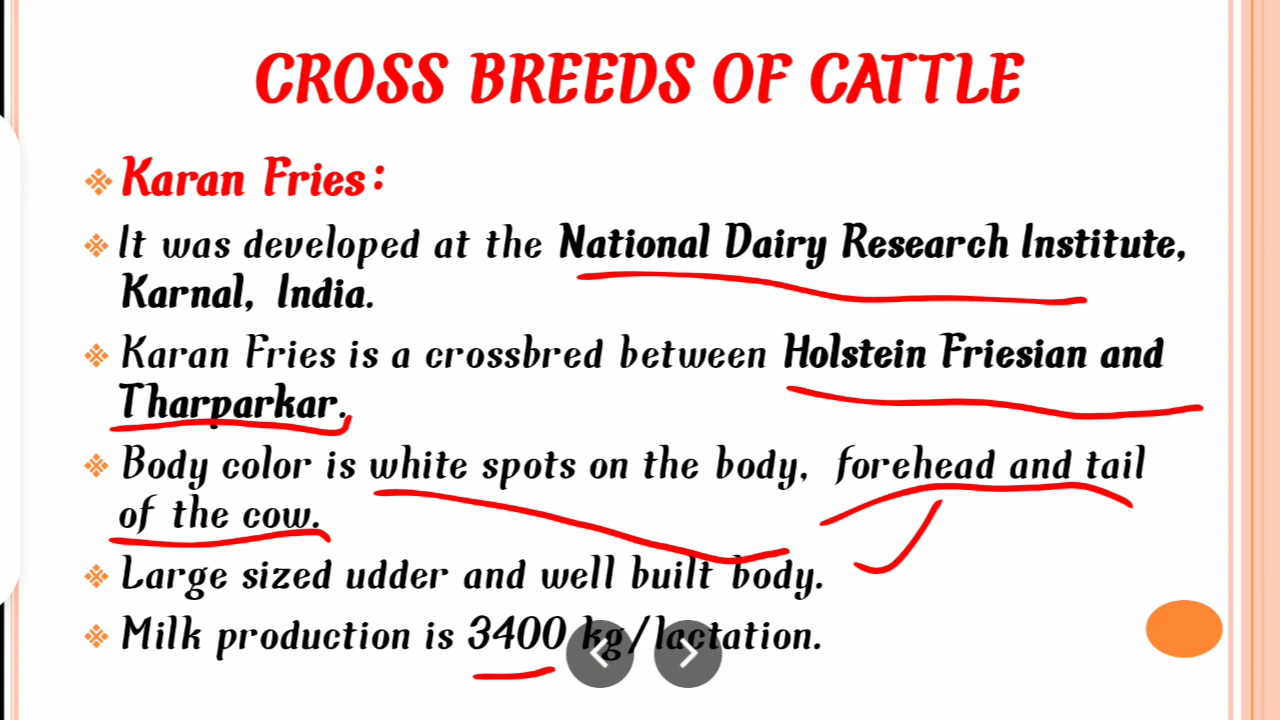 CROSS BREEDS OF CATTLE
Karan Fries:
It was developed at the National Dairy Research Institute,
Karnal, India.
Karan Fries is a crossbred between Holstein Friesian and
Tharparkar.
Body color is white spots on the body, forehead and tail
of the cow.
Large sized udder and well built body.
Milk production is 3400 kg/lactation.